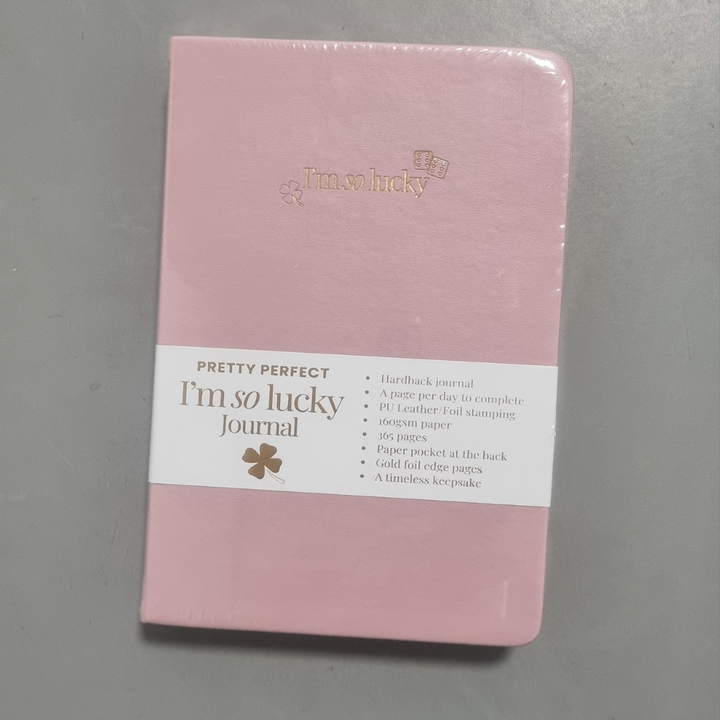 I'm so lucky
PRETTY PERFECT
I'm so lucky
Journal
• Hardback journal
• A page per day to complete
• PU Leather/Foil stamping
• 160gsm paper
• 365 pages
• Paper pocket at the back
• Gold foil edge pages
• A timeless keepsake